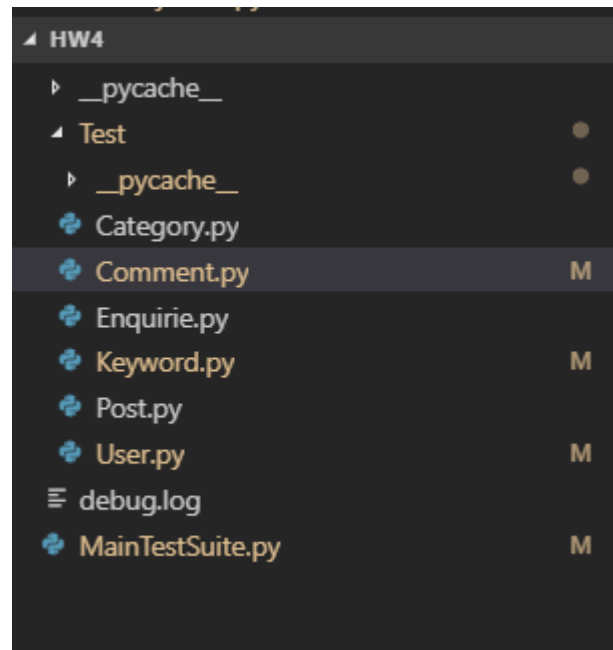 HW4
__pycache__
Test
__pycache__
Category.py
Comment.py M
Enquirie.py
Keyword.py M
Post.py
User.py M
debug.log
MainTestSuite.py M